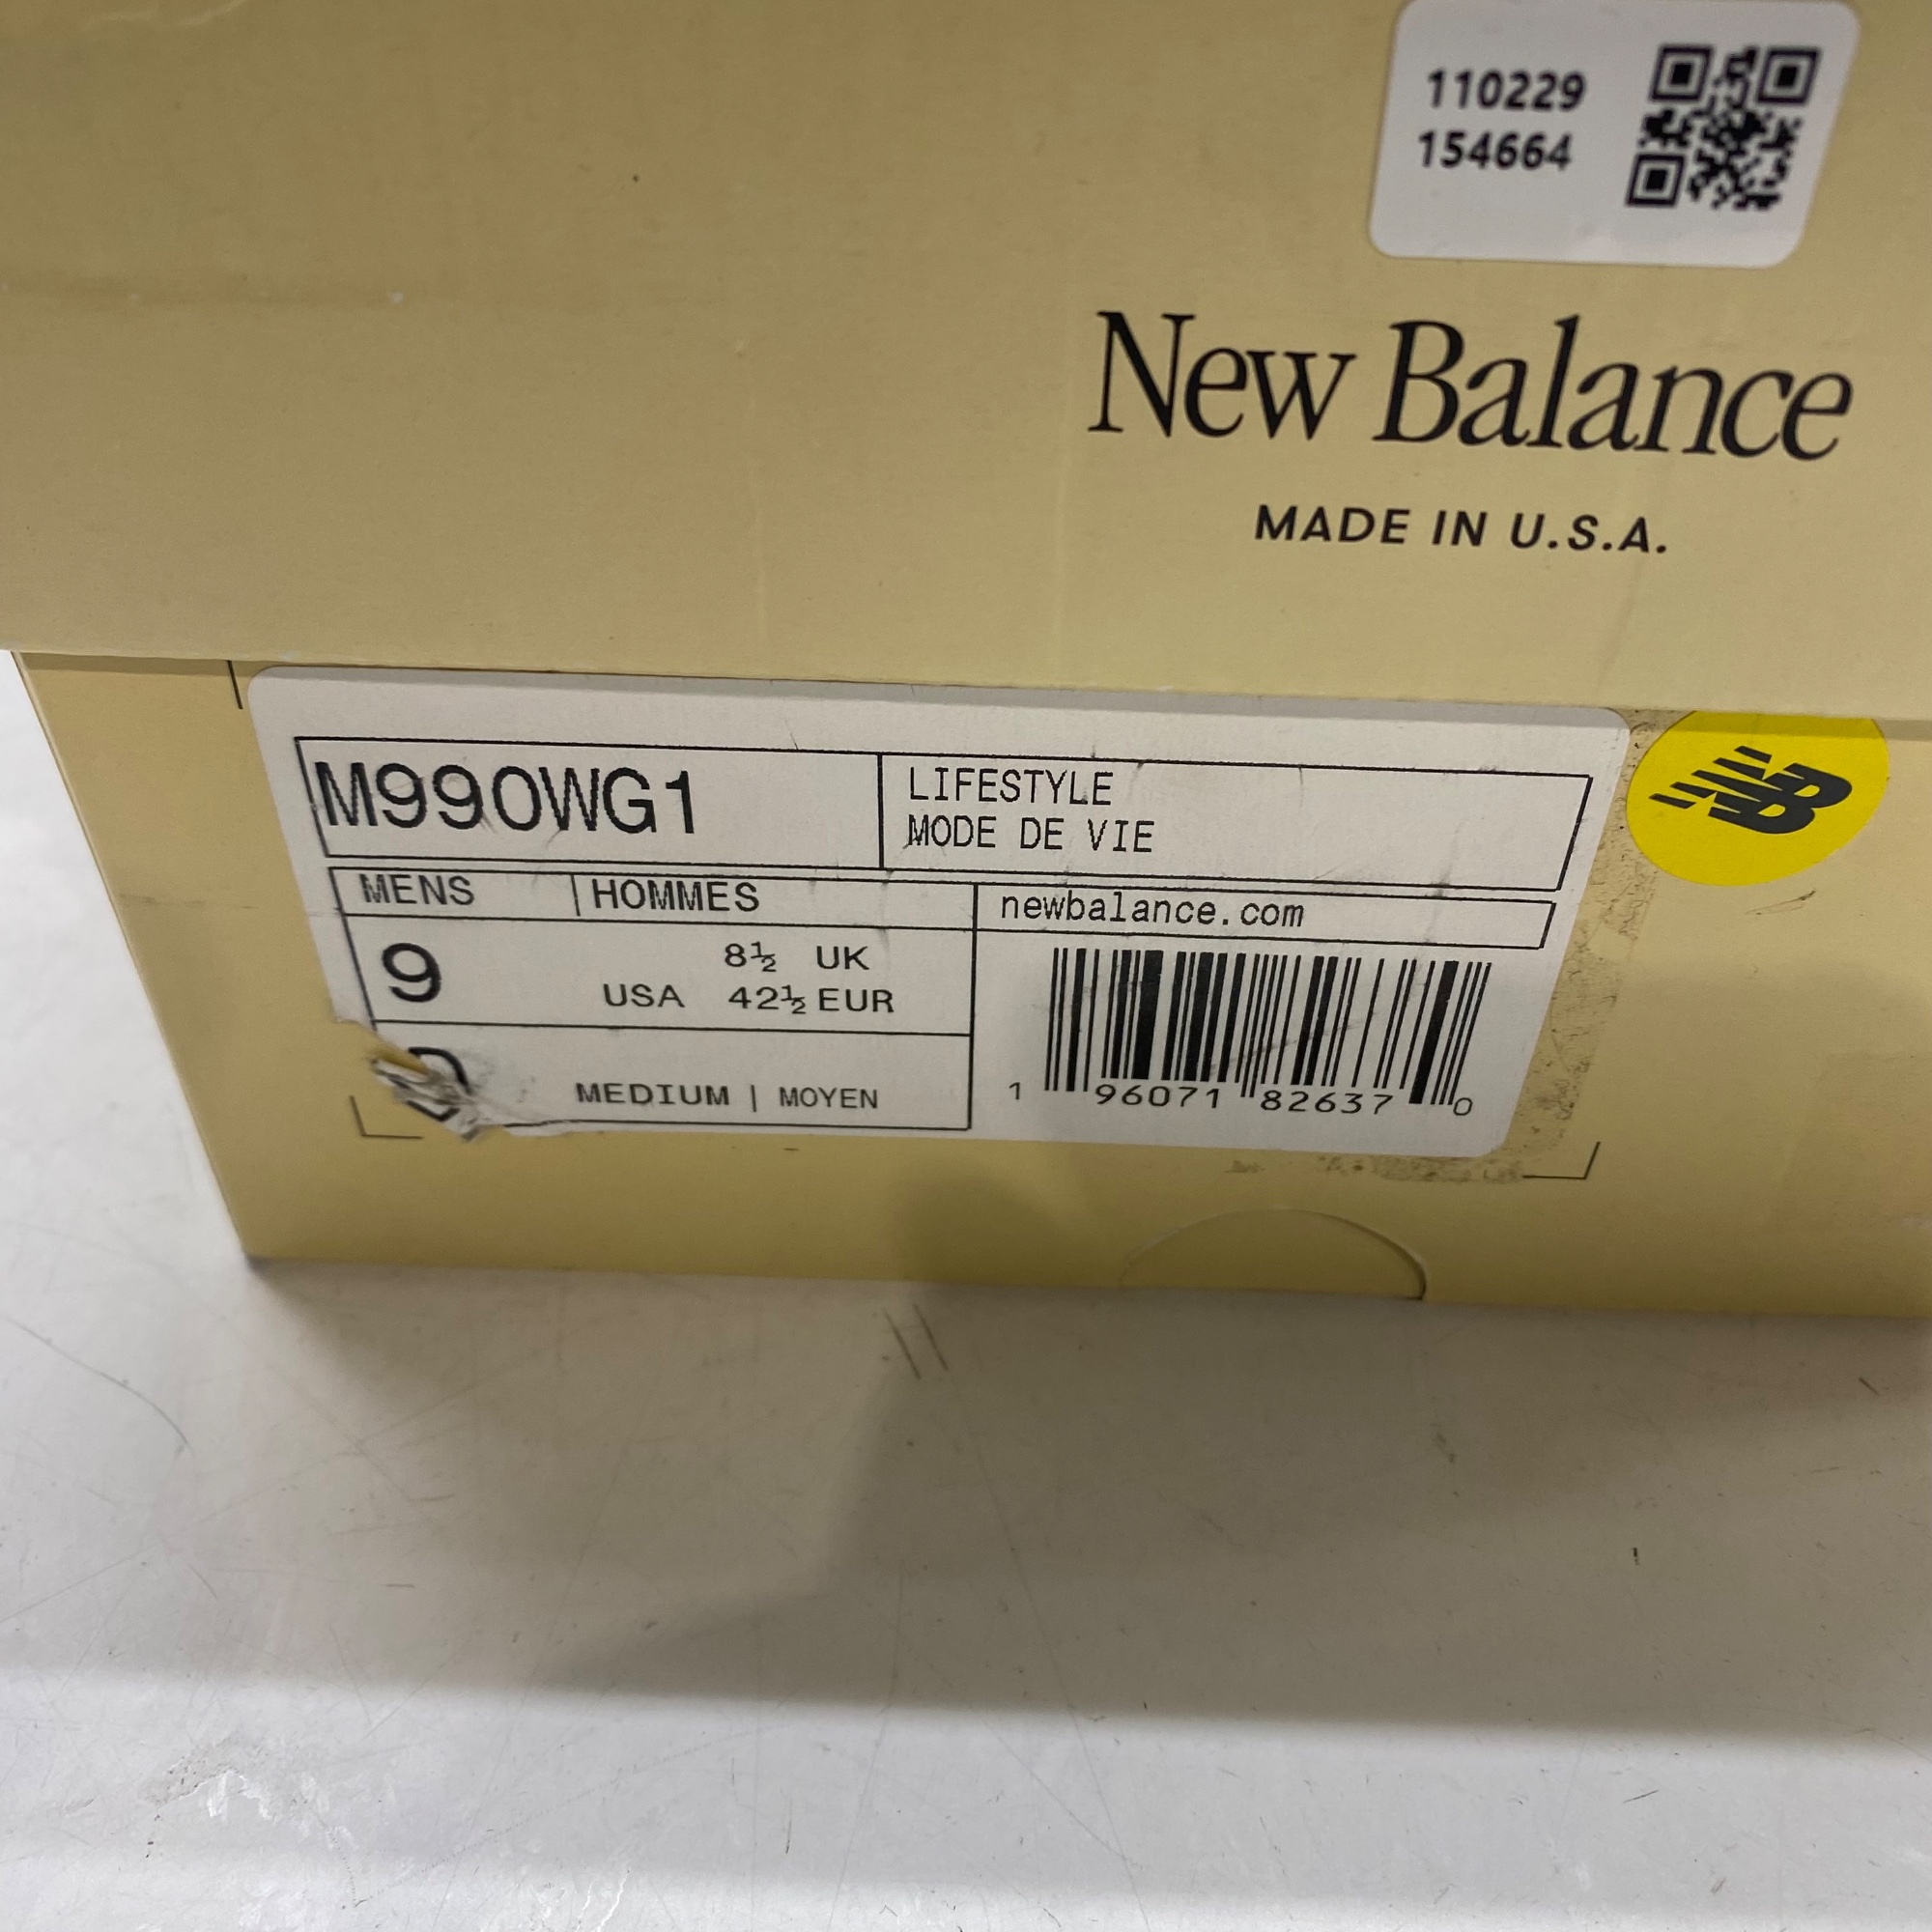 110229
154664
New Balance
MADE IN U.S.A.
M990WG1
LIFESTYLE
MODE DE VIE
NB
MENS | HOMMES
newbalance.com
9 USA
8½ UK
42½ EUR
D MEDIUM | MOYEN
1 96071 82637 0